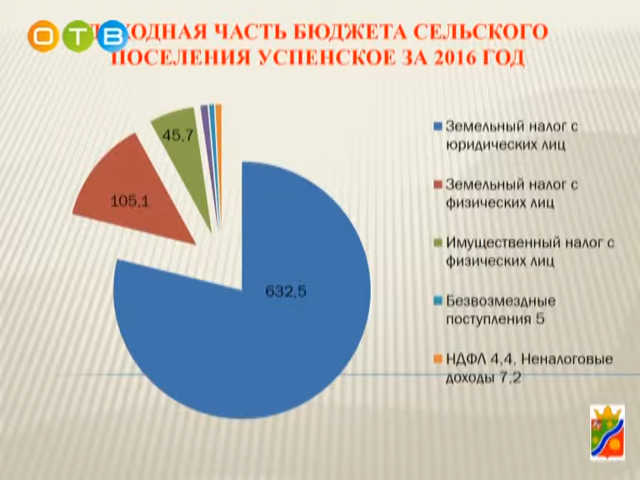 ОТВ
ДОХОДНАЯ ЧАСТЬ БЮДЖЕТА СЕЛЬСКОГО
ПОСЕЛЕНИЯ УСПЕНСКОЕ ЗА 2016 ГОД
45,7
105,1
632,5
Земельный налог с
юридических лиц
Земельный налог с
физических лиц
Имущественный налог с
физических лиц
Безвозмездные
поступления 5
НДФЛ 4,4, Неналоговые
доходы 7,2